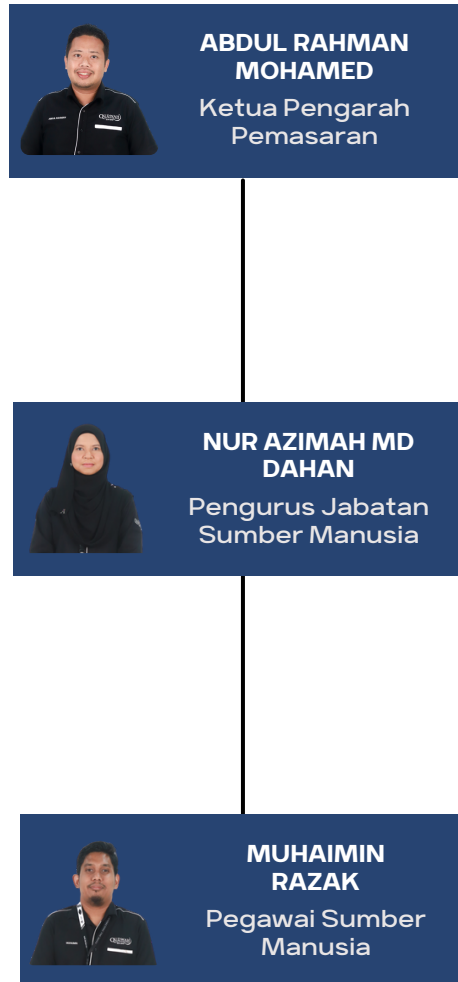 ABDUL RAHMAN
MOHAMED
Ketua Pengarah
Pemasaran
NUR AZIMAH MD
DAHAN
Pengurus Jabatan
Sumber Manusia
MUHAIMIN
RAZAK
Pegawai Sumber
Manusia